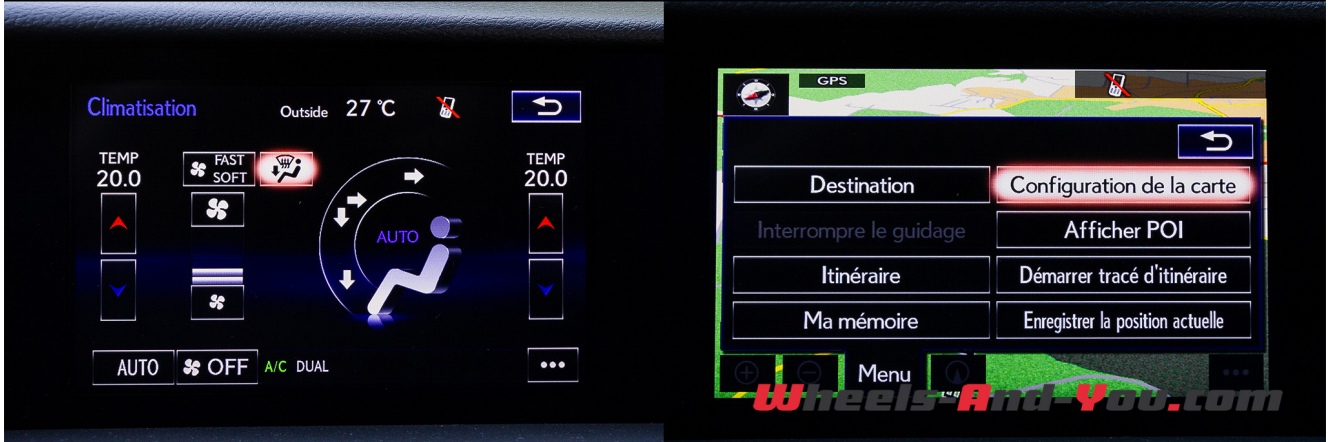 Climatisation
Outside 27 °C
TEMP
20.0
FAST
SOFT
TEMP
20.0
AUTO
AUTO
OFF
A/C DUAL
GPS
Destination
Configuration de la carte
Interrompre le guidage
Afficher POI
Itinéraire
Démarrer tracé d'itinéraire
Ma mémoire
Enregistrer la position actuelle
Menu
Wheels-And-You.com